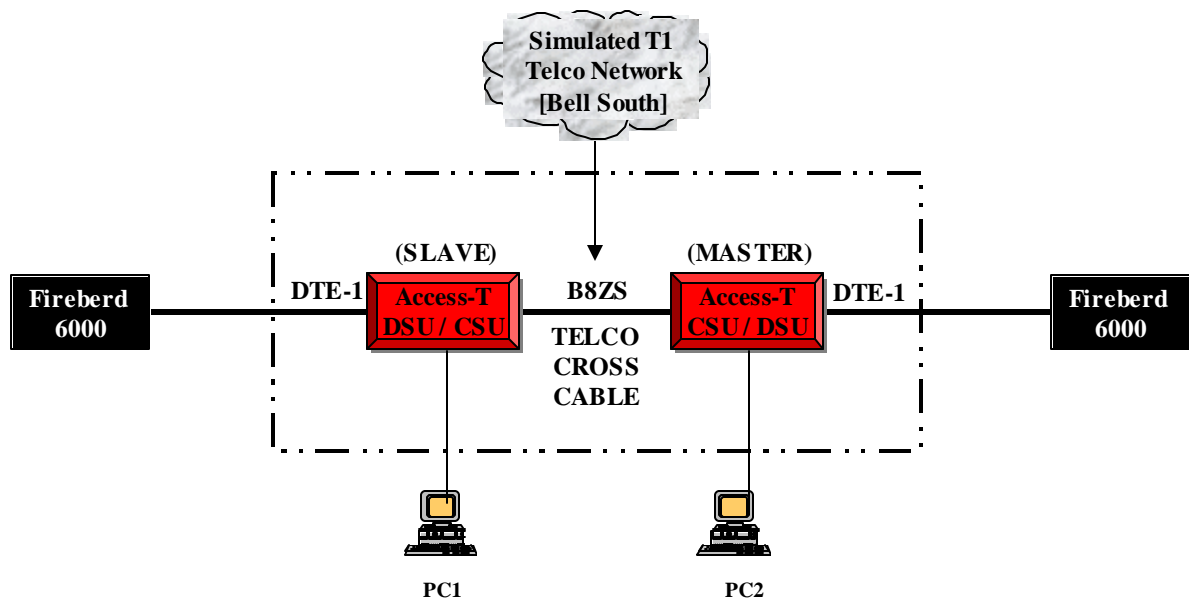 Simulated T1
Telco Network
[Bell South]
(SLAVE)
(MASTER)
Fireberd
6000
DTE-1
Access-T
DSU / CSU
B8ZS
TELCO
CROSS
CABLE
Access-T
CSU / DSU
DTE-1
Fireberd
6000
PC1
PC2